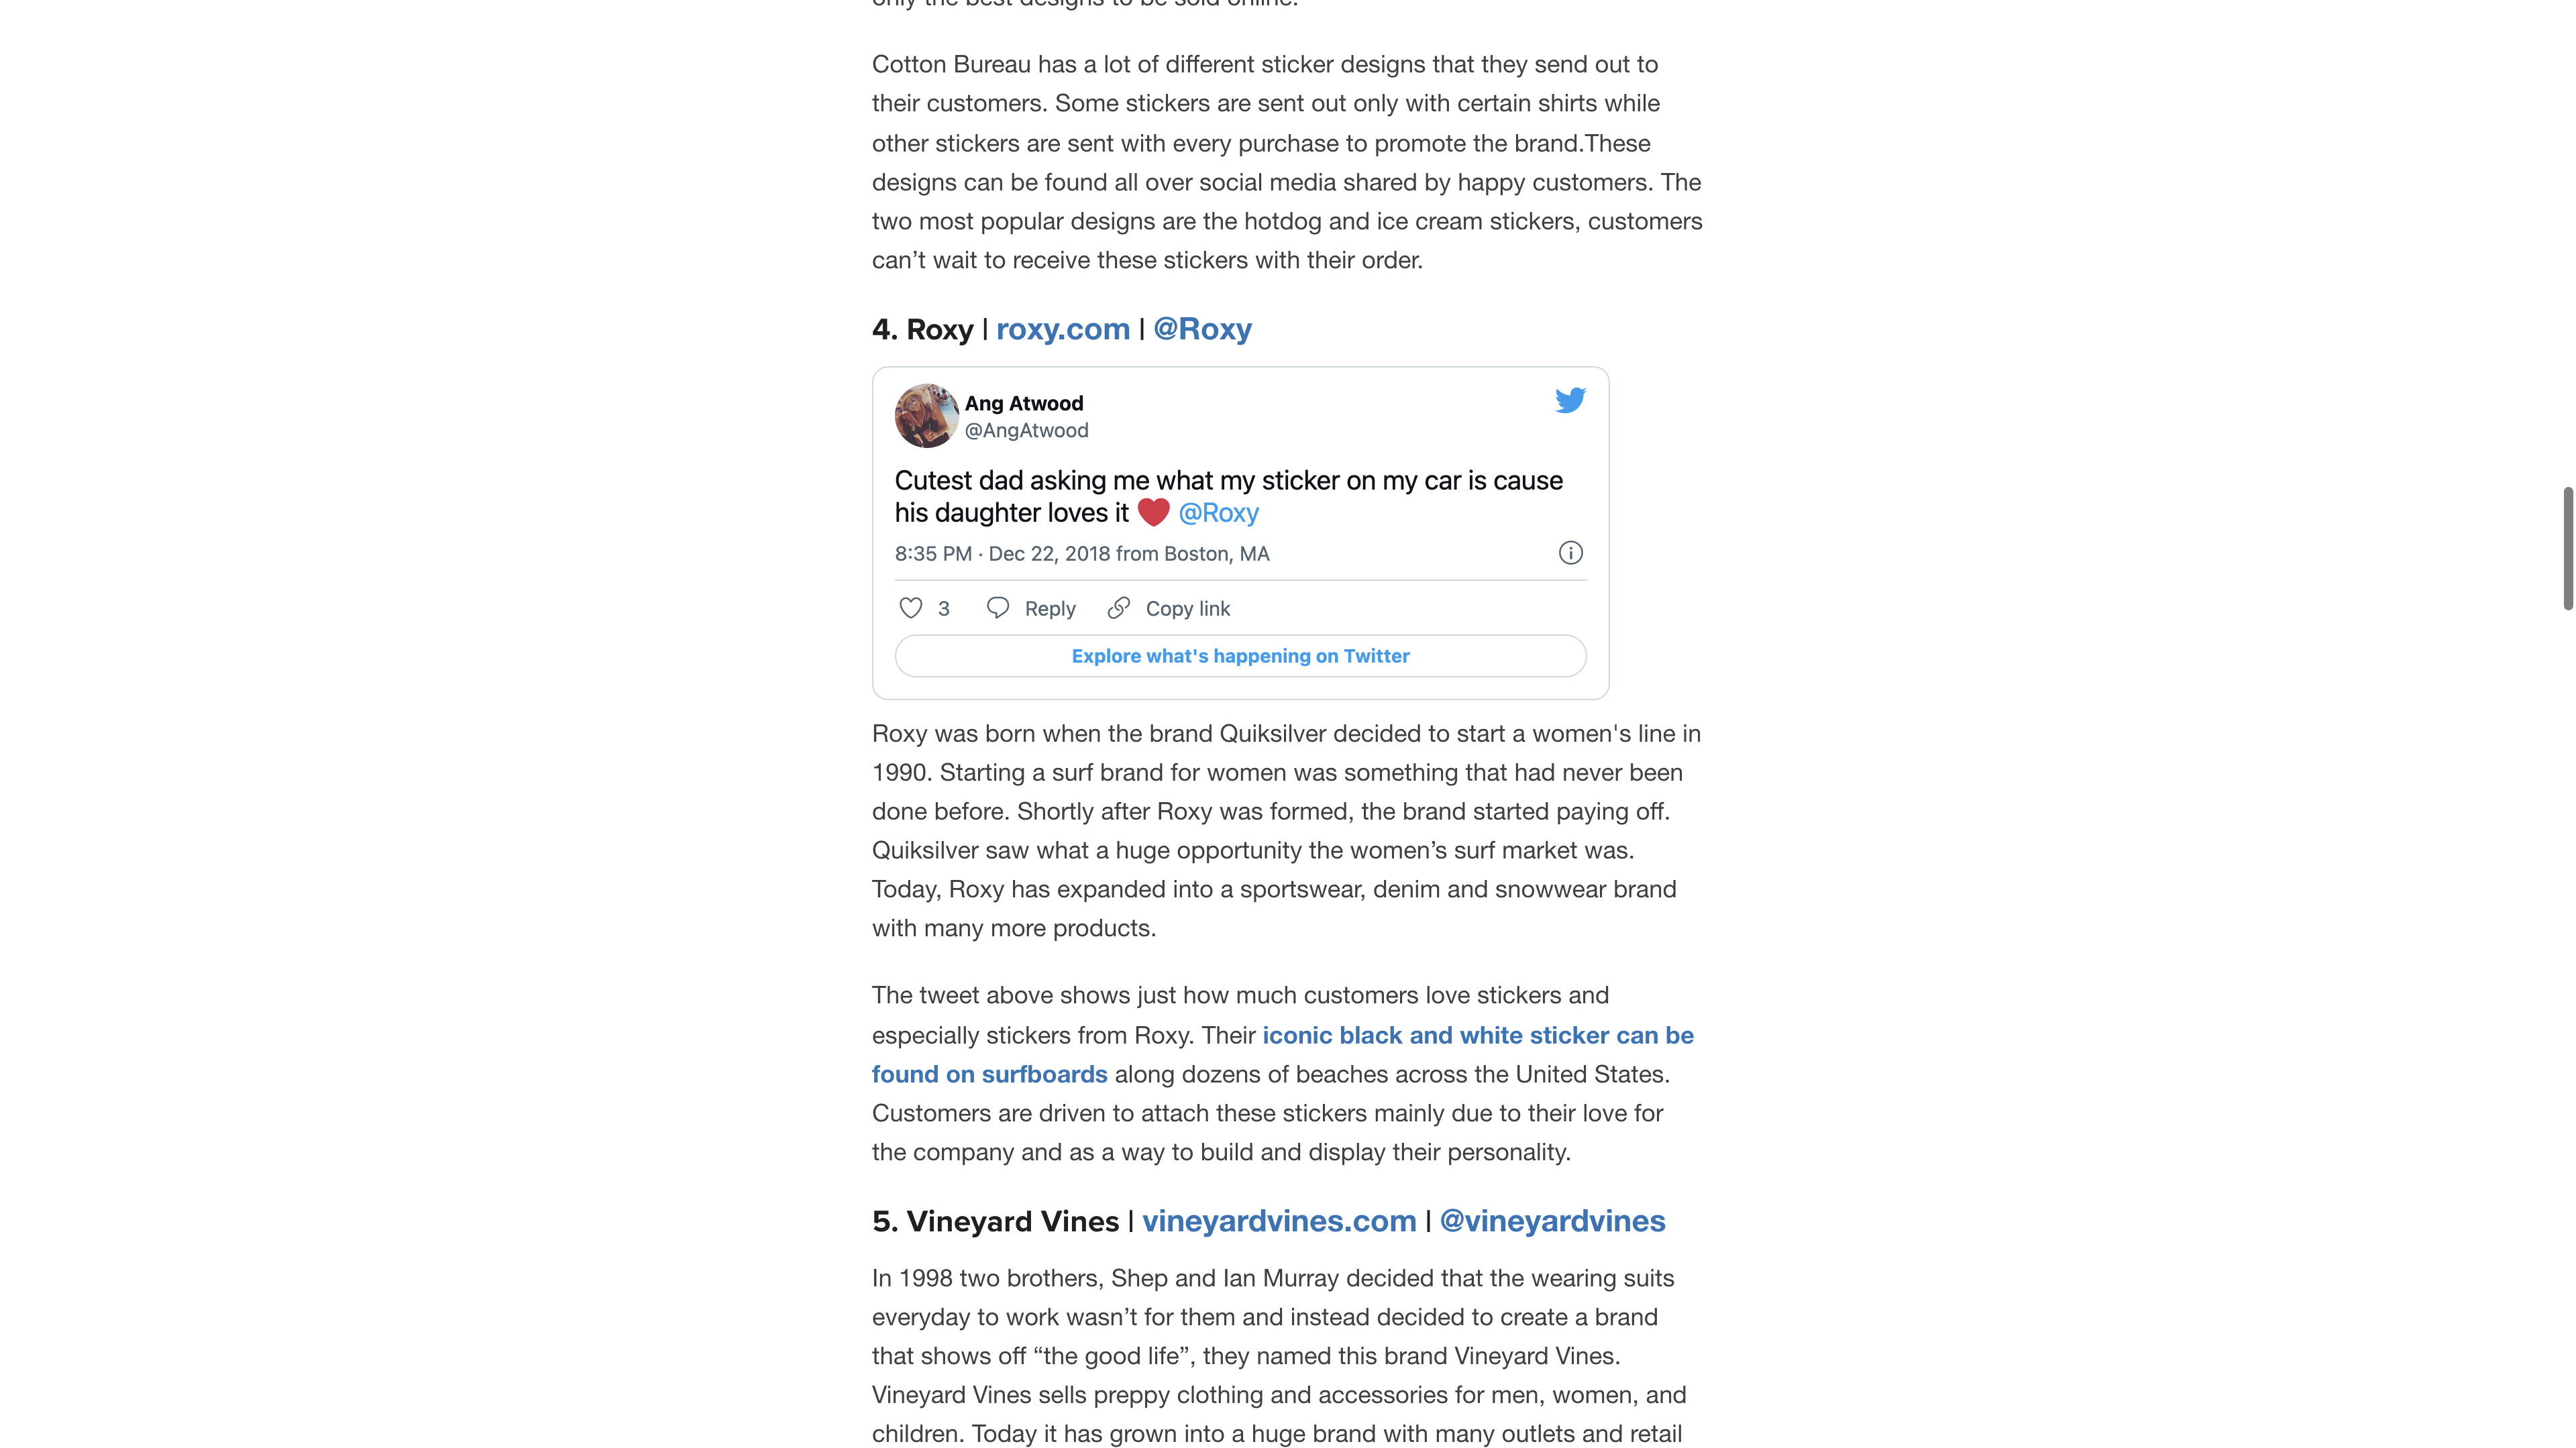 only the best designs to be sold online.
Cotton Bureau has a lot of different sticker designs that they send out to
their customers. Some stickers are sent out only with certain shirts while
other stickers are sent with every purchase to promote the brand.These
designs can be found all over social media shared by happy customers. The
two most popular designs are the hotdog and ice cream stickers, customers
can’t wait to receive these stickers with their order.
4. Roxy | roxy.com | @Roxy
Ang Atwood
@AngAtwood
Cutest dad asking me what my sticker on my car is cause
his daughter loves it ❤️ @Roxy
8:35 PM · Dec 22, 2018 from Boston, MA
3 Reply Copy link
Explore what's happening on Twitter
Roxy was born when the brand Quiksilver decided to start a women's line in
1990. Starting a surf brand for women was something that had never been
done before. Shortly after Roxy was formed, the brand started paying off.
Quiksilver saw what a huge opportunity the women’s surf market was.
Today, Roxy has expanded into a sportswear, denim and snowwear brand
with many more products.
The tweet above shows just how much customers love stickers and
especially stickers from Roxy. Their iconic black and white sticker can be
found on surfboards along dozens of beaches across the United States.
Customers are driven to attach these stickers mainly due to their love for
the company and as a way to build and display their personality.
5. Vineyard Vines | vineyardvines.com | @vineyardvines
In 1998 two brothers, Shep and Ian Murray decided that the wearing suits
everyday to work wasn’t for them and instead decided to create a brand
that shows off “the good life”, they named this brand Vineyard Vines.
Vineyard Vines sells preppy clothing and accessories for men, women, and
children. Today it has grown into a huge brand with many outlets and retail